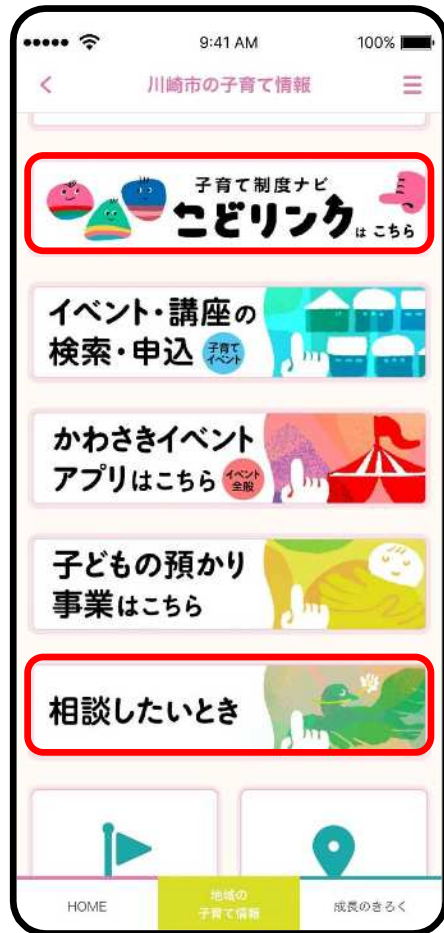 9:41 AM
100%
川崎市の子育て情報
子育て制度ナビ
こどリンクは こちら
イベント・講座の
検索・申込
子育て
イベント
かわさきイベント
アプリはこちら
イベント
全般
子どもの預かり
事業はこちら
相談したいとき
HOME
地域の
子育て情報
成長のきろく